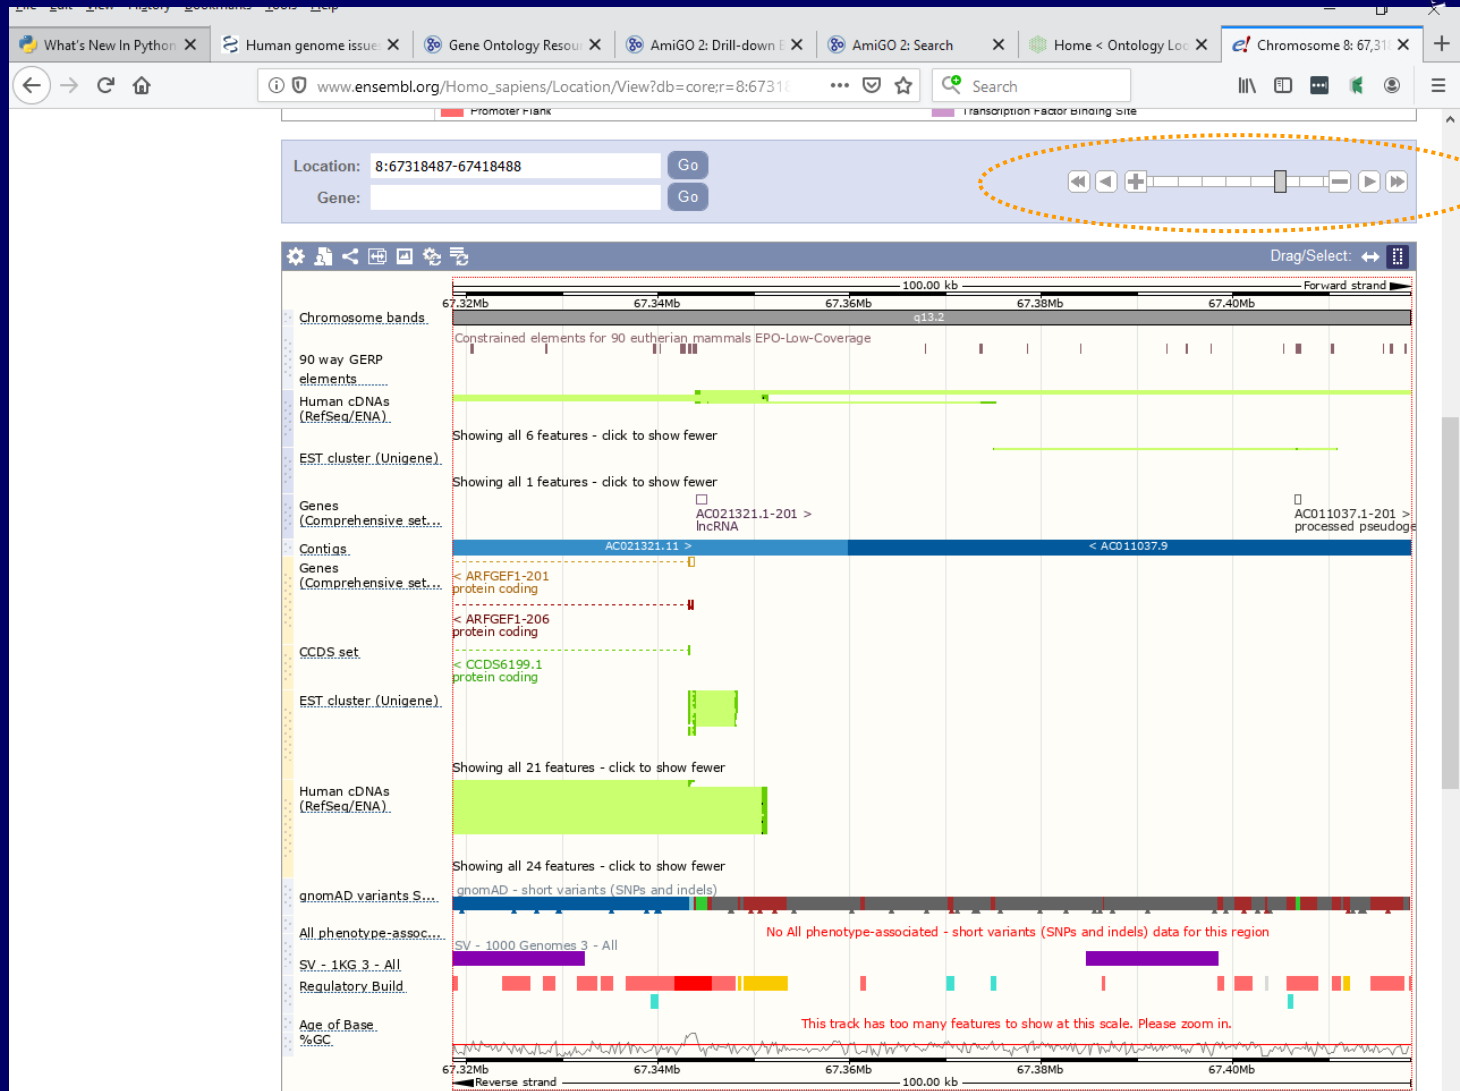 File Edit View History Bookmarks Tools Help
What's New In Python
Human genome issue
Gene Ontology Resou
AmiGO 2: Drill-down
AmiGO 2: Search
Home < Ontology Loo
Chromosome 8: 67,31
www.ensembl.org/Homo_sapiens/Location/View?db=core;r=8:67318
Search
Promoter Flank
Transcription Factor Binding Site
Location: 8:67318487-67418488 Go
Gene: Go
Drag/Select:
100.00 kb Forward strand
67.32Mb 67.34Mb 67.36Mb 67.38Mb 67.40Mb
Chromosome bands q13.2
Constrained elements for 90 eutherian mammals EPO-Low-Coverage
90 way GERP
elements
Human cDNAs
(RefSeq/ENA)
Showing all 6 features - click to show fewer
EST cluster (Unigene)
Showing all 1 features - click to show fewer
Genes
(Comprehensive set...
AC021321.1-201 >
lncRNA
AC011037.1-201 >
processed pseudoge
Contigs AC021321.11 > < AC011037.9
Genes
(Comprehensive set...
< ARFGEF1-201
protein coding
< ARFGEF1-206
protein coding
CCDS set
< CCDS6199.1
protein coding
EST cluster (Unigene)
Showing all 21 features - click to show fewer
Human cDNAs
(RefSeq/ENA)
Showing all 24 features - click to show fewer
gnomAD - short variants (SNPs and indels)
gnomAD variants S...
All phenotype-assoc... No All phenotype-associated - short variants (SNPs and indels) data for this region
SV - 1000 Genomes 3 - All
SV - 1KG 3 - All
Regulatory Build
Age of Base This track has too many features to show at this scale. Please zoom in.
%GC
67.32Mb 67.34Mb 67.36Mb 67.38Mb 67.40Mb
Reverse strand 100.00 kb